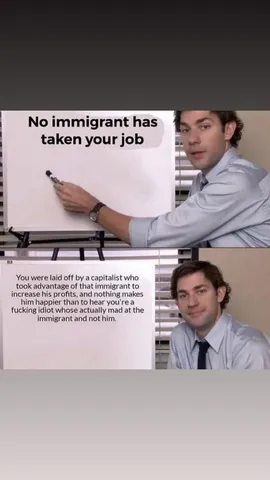 No immigrant has
taken your job
You were laid off by a capitalist who
took advantage of that immigrant to
increase his profits, and nothing makes
him happier than to hear you're a
fucking idiot whose actually mad at the
immigrant and not him.